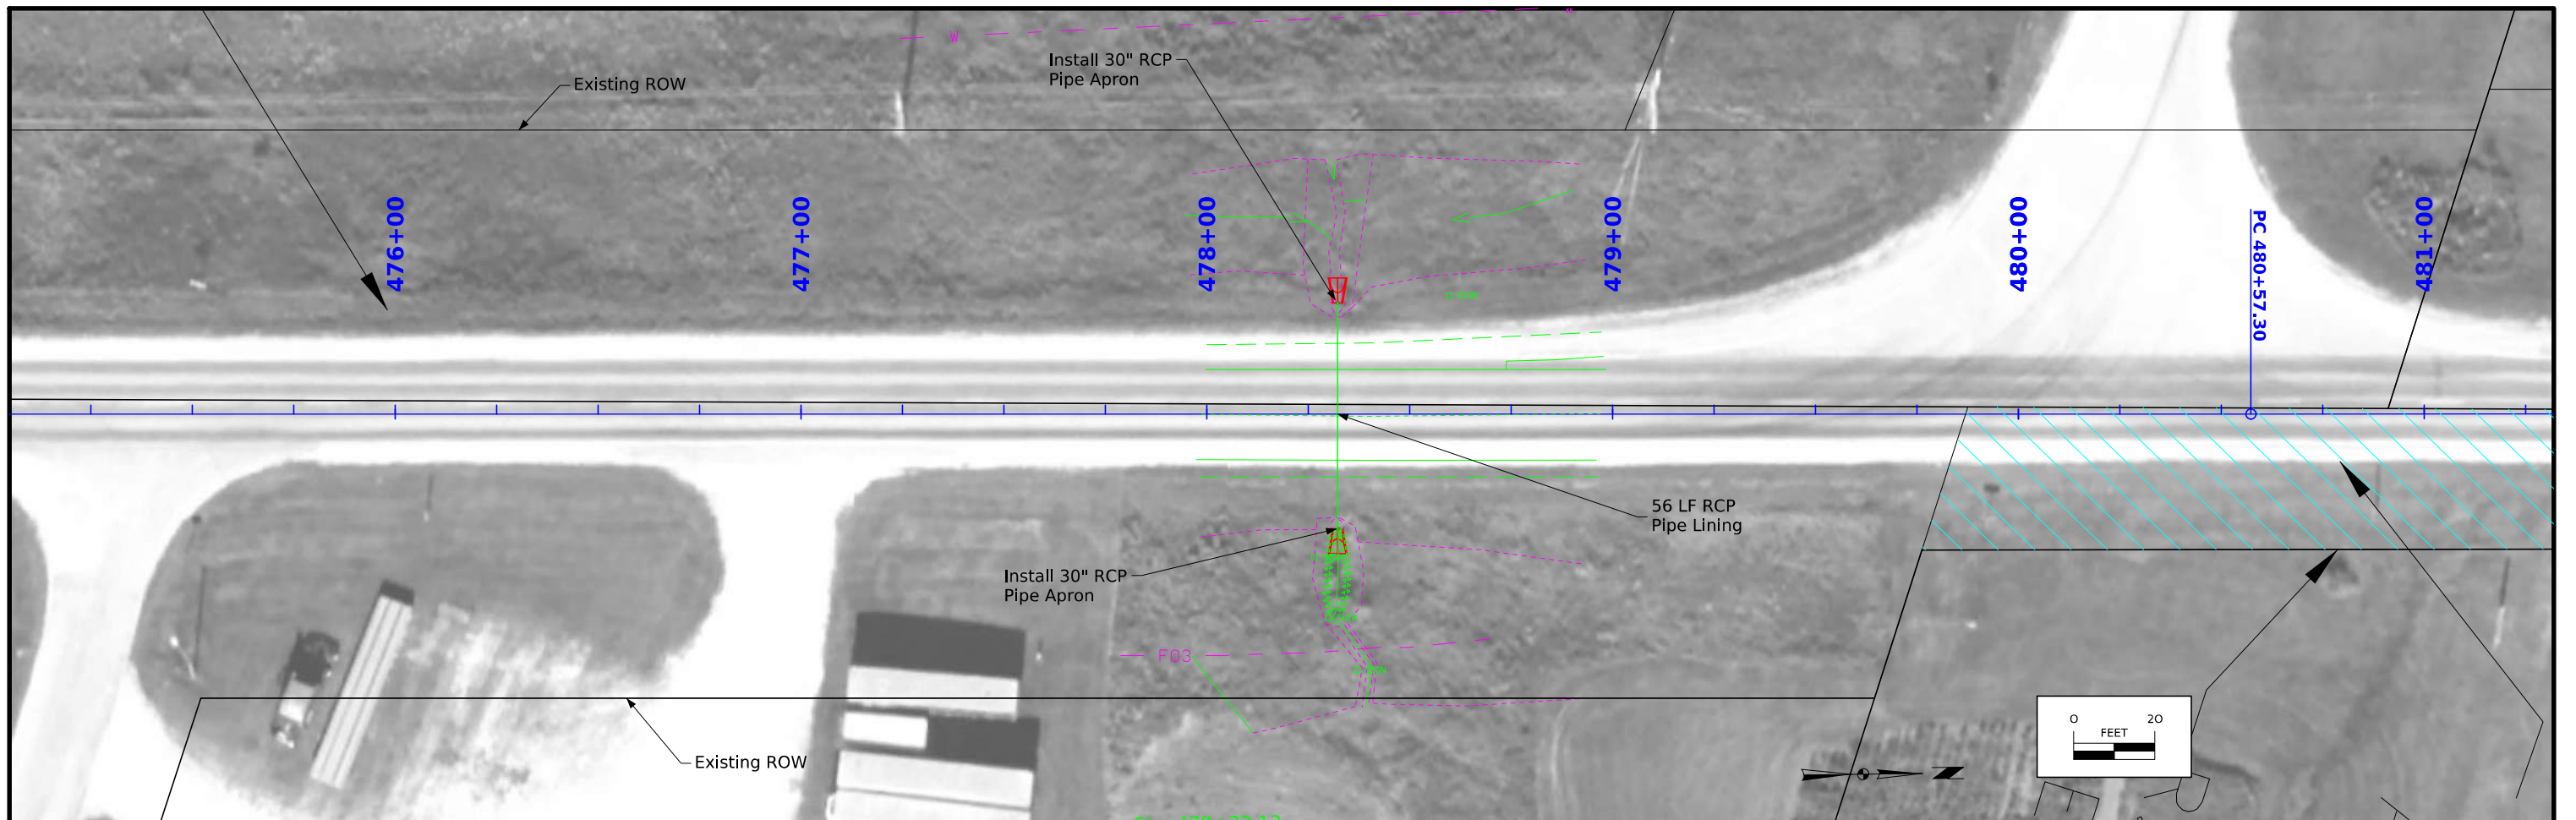 W
Install 30" RCP
Pipe Apron
Existing ROW
476+00
477+00
478+00
479+00
480+00
PC 480+57.30
481+00
56 LF RCP
Pipe Lining
Install 30" RCP
Pipe Apron
F03
Existing ROW
0 20
FEET